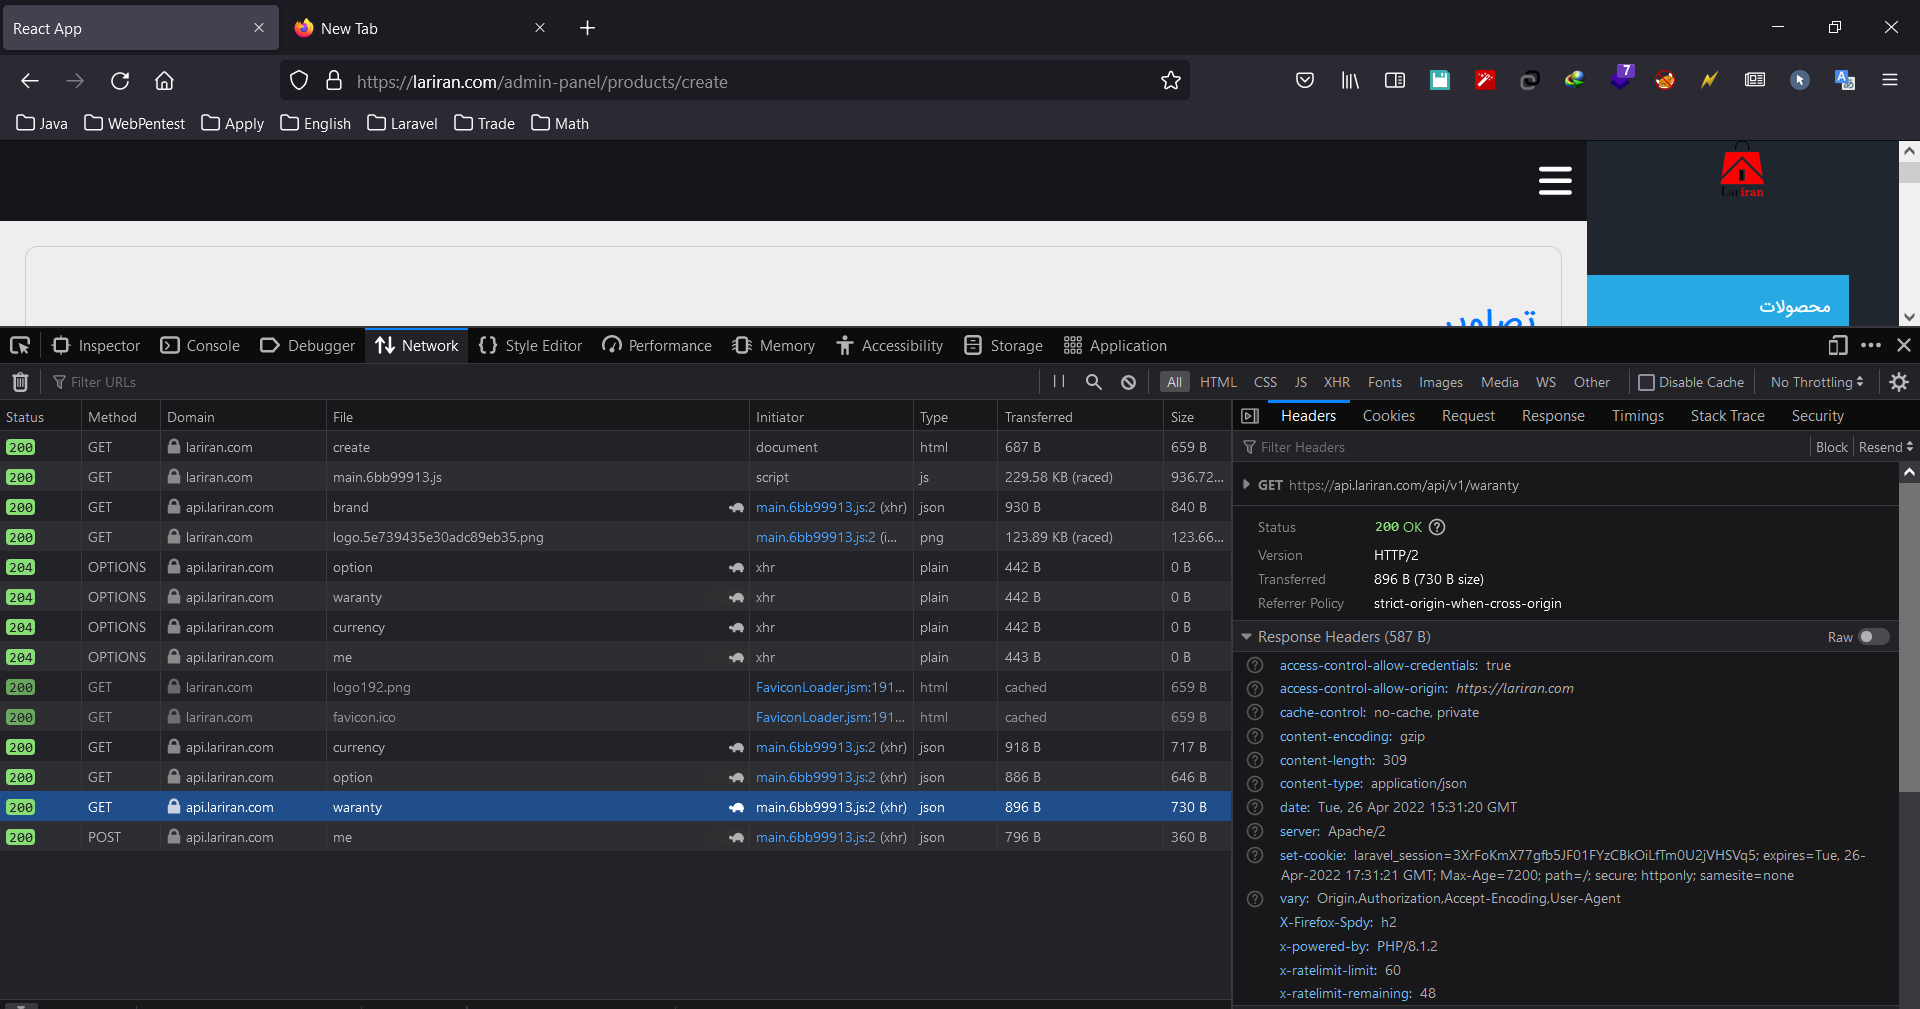 React App
New Tab
https://lariran.com/admin-panel/products/create
7
Java WebPentest Apply English Laravel Trade Math
LarIran
محصولات
تصاویر
Inspector Console Debugger Network Style Editor Performance Memory Accessibility Storage Application
Filter URLs
All HTML CSS JS XHR Fonts Images Media WS Other Disable Cache No Throttling
Status Method Domain File Initiator Type Transferred Size
200 GET lariran.com create document html 687 B 659 B
200 GET lariran.com main.6bb99913.js script js 229.58 KB (raced) 936.72…
200 GET api.lariran.com brand main.6bb99913.js:2 (xhr) json 930 B 840 B
200 GET lariran.com logo.5e739435e30adc89eb35.png main.6bb99913.js:2 (i… png 123.89 KB (raced) 123.66…
204 OPTIONS api.lariran.com option xhr plain 442 B 0 B
204 OPTIONS api.lariran.com waranty xhr plain 442 B 0 B
204 OPTIONS api.lariran.com currency xhr plain 442 B 0 B
204 OPTIONS api.lariran.com me xhr plain 443 B 0 B
200 GET lariran.com logo192.png FaviconLoader.jsm:191… html cached 659 B
200 GET lariran.com favicon.ico FaviconLoader.jsm:191… html cached 659 B
200 GET api.lariran.com currency main.6bb99913.js:2 (xhr) json 918 B 717 B
200 GET api.lariran.com option main.6bb99913.js:2 (xhr) json 886 B 646 B
200 GET api.lariran.com waranty main.6bb99913.js:2 (xhr) json 896 B 730 B
200 POST api.lariran.com me main.6bb99913.js:2 (xhr) json 796 B 360 B
Headers Cookies Request Response Timings Stack Trace Security
Filter Headers Block Resend
GET https://api.lariran.com/api/v1/waranty
Status 200 OK
Version HTTP/2
Transferred 896 B (730 B size)
Referrer Policy strict-origin-when-cross-origin
Response Headers (587 B) Raw
access-control-allow-credentials: true
access-control-allow-origin: https://lariran.com
cache-control: no-cache, private
content-encoding: gzip
content-length: 309
content-type: application/json
date: Tue, 26 Apr 2022 15:31:20 GMT
server: Apache/2
set-cookie: laravel_session=3XrFoKmX77gfb5JF01FYzCBkOiLfTm0U2jVHSVq5; expires=Tue, 26-
Apr-2022 17:31:21 GMT; Max-Age=7200; path=/; secure; httponly; samesite=none
vary: Origin,Authorization,Accept-Encoding,User-Agent
X-Firefox-Spdy: h2
x-powered-by: PHP/8.1.2
x-ratelimit-limit: 60
x-ratelimit-remaining: 48